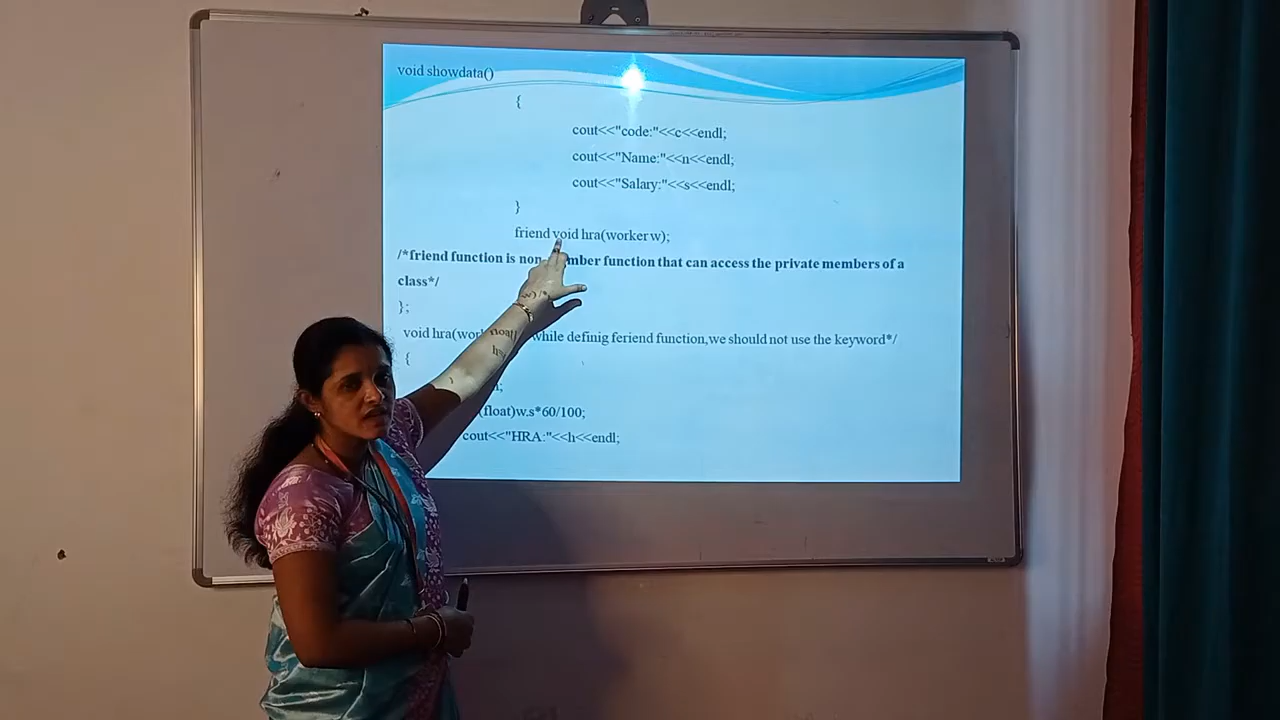 void showdata()
{
cout<<"code:"<<c<<endl;
cout<<"Name:"<<n<<endl;
cout<<"Salary:"<<s<<endl;
}
friend void hra(worker w);
/*friend function is non mber function that can access the private members of a
class*/
};
void hra(wor while definig feriend function,we should not use the keyword*/
{
(float)w.s*60/100;
cout<<"HRA:"<<h<<endl;